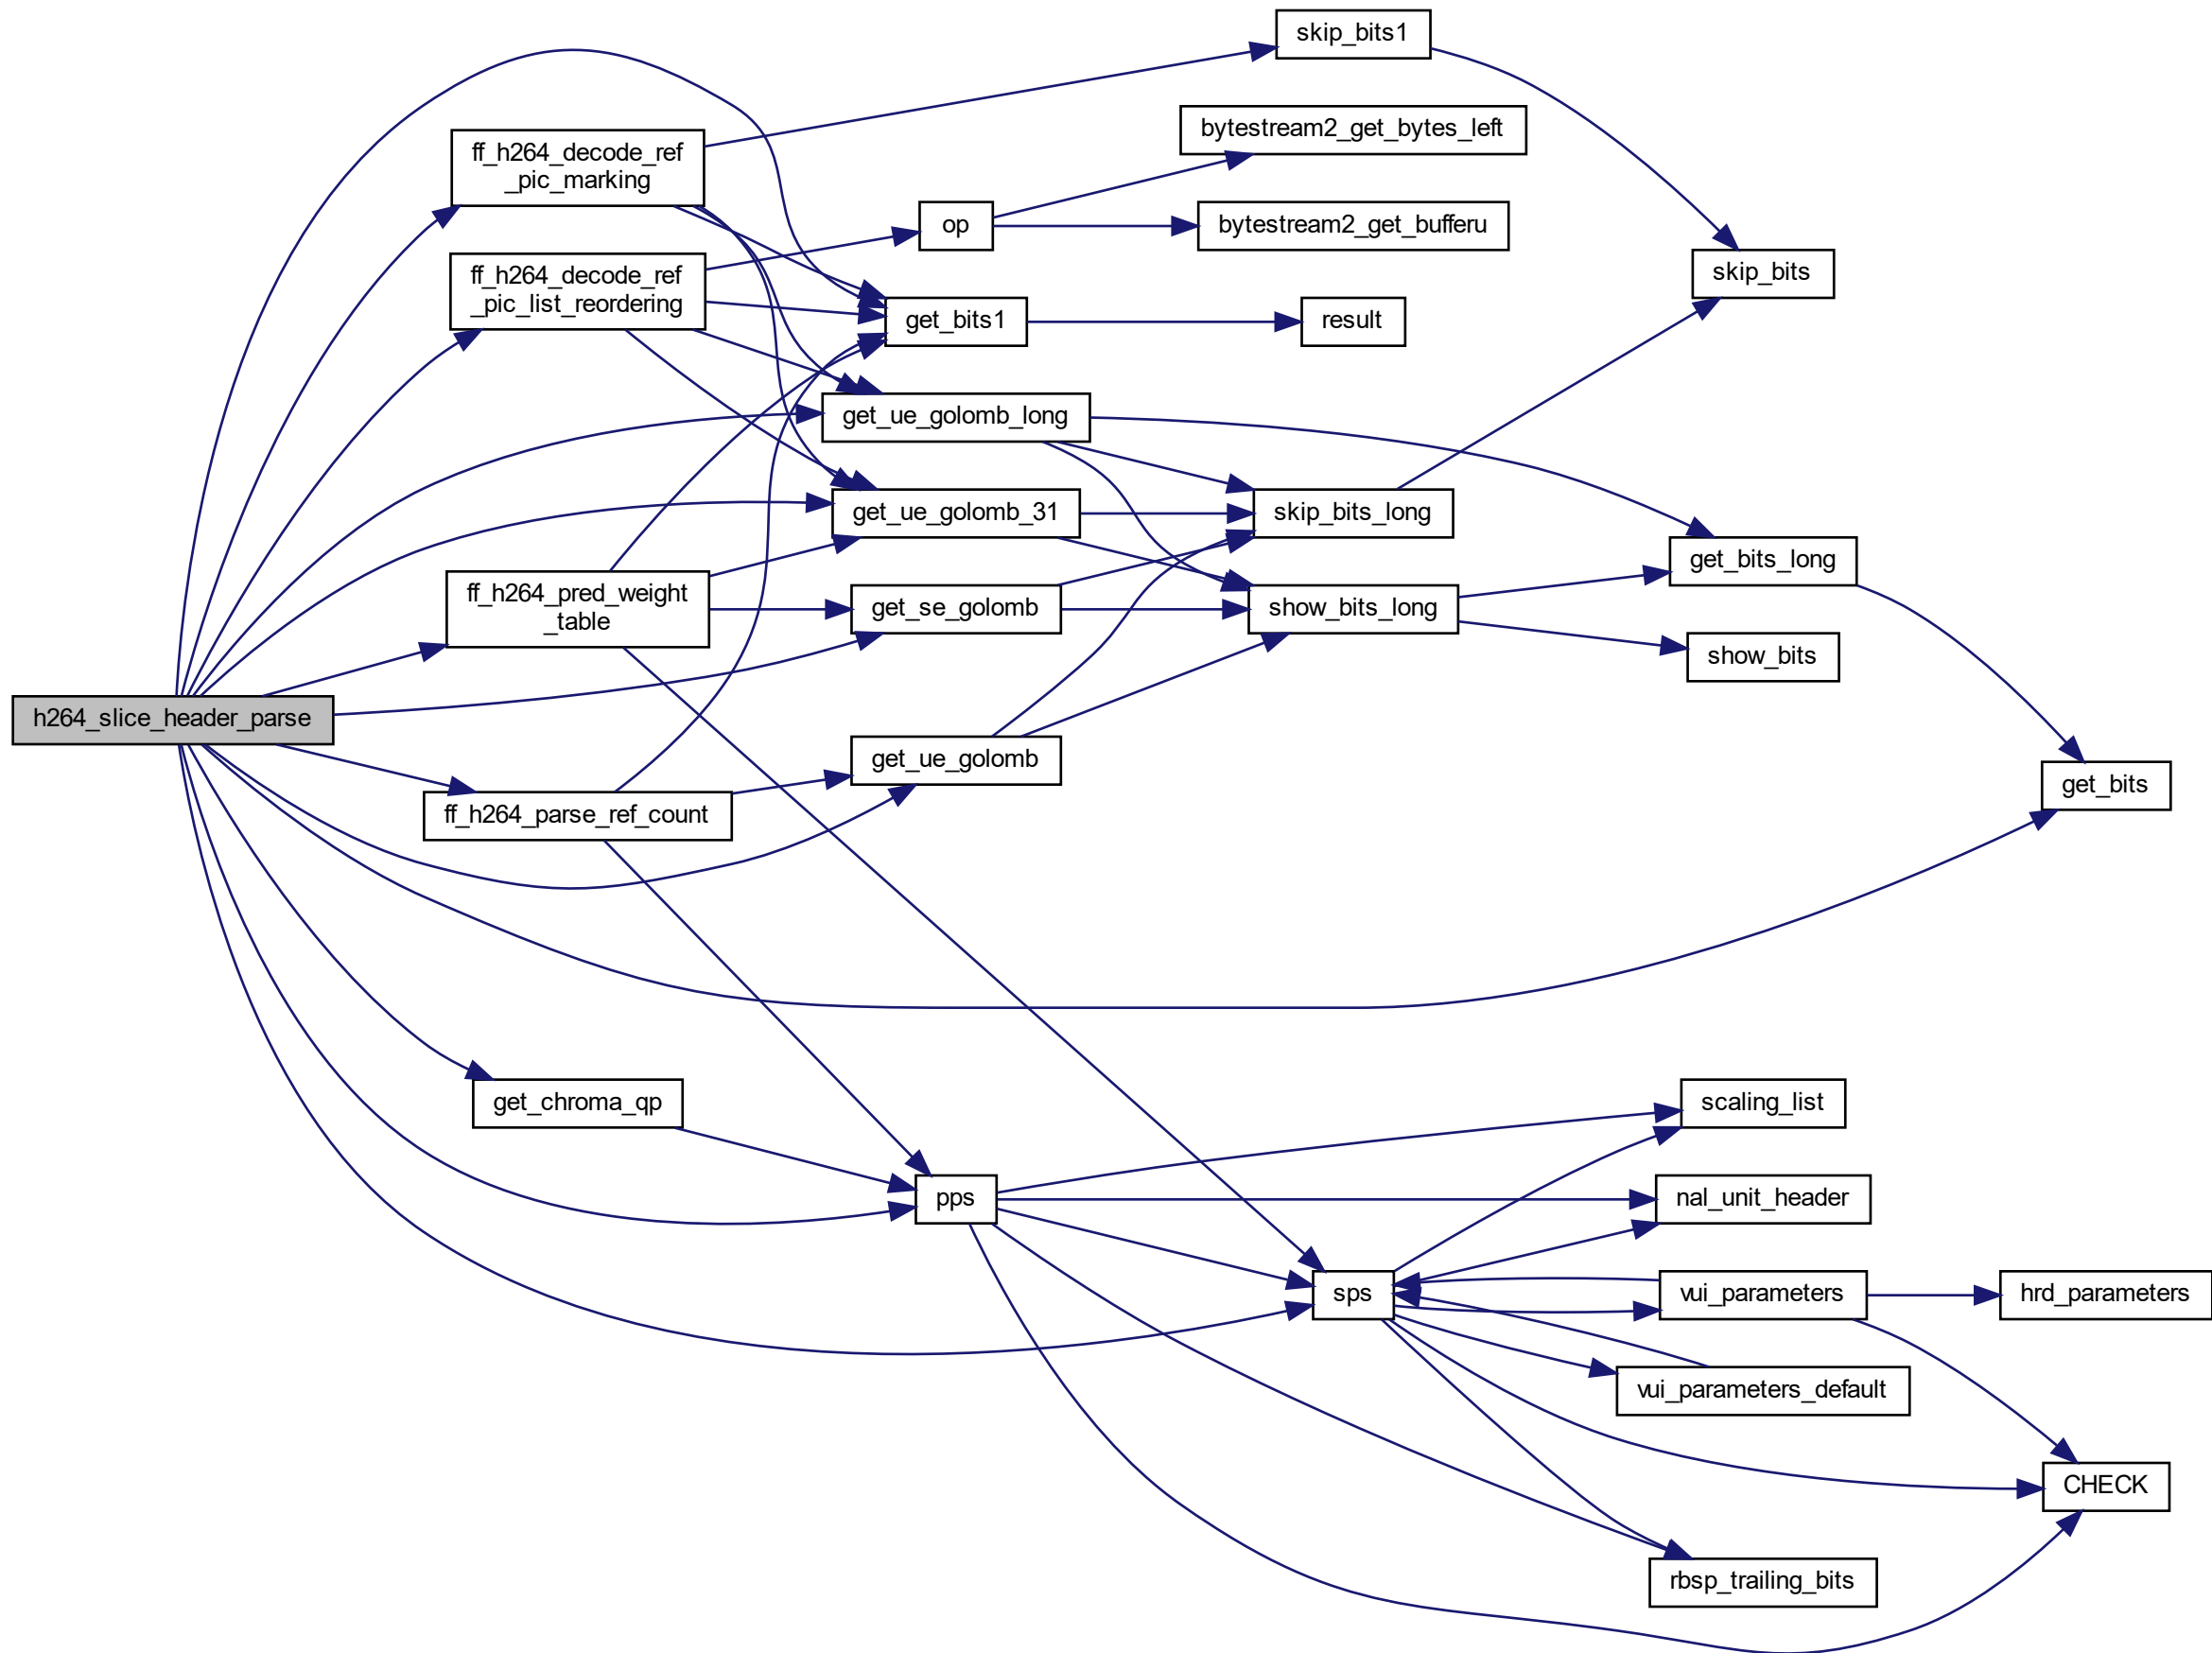 skip_bits1
bytestream2_get_bytes_left
ff_h264_decode_ref
_pic_marking
op
bytestream2_get_bufferu
skip_bits
ff_h264_decode_ref
_pic_list_reordering
get_bits1
result
get_ue_golomb_long
get_ue_golomb_31
skip_bits_long
get_bits_long
ff_h264_pred_weight
_table
get_se_golomb
show_bits_long
show_bits
h264_slice_header_parse
get_ue_golomb
get_bits
ff_h264_parse_ref_count
get_chroma_qp
scaling_list
pps
nal_unit_header
sps
vui_parameters
hrd_parameters
vui_parameters_default
CHECK
rbsp_trailing_bits